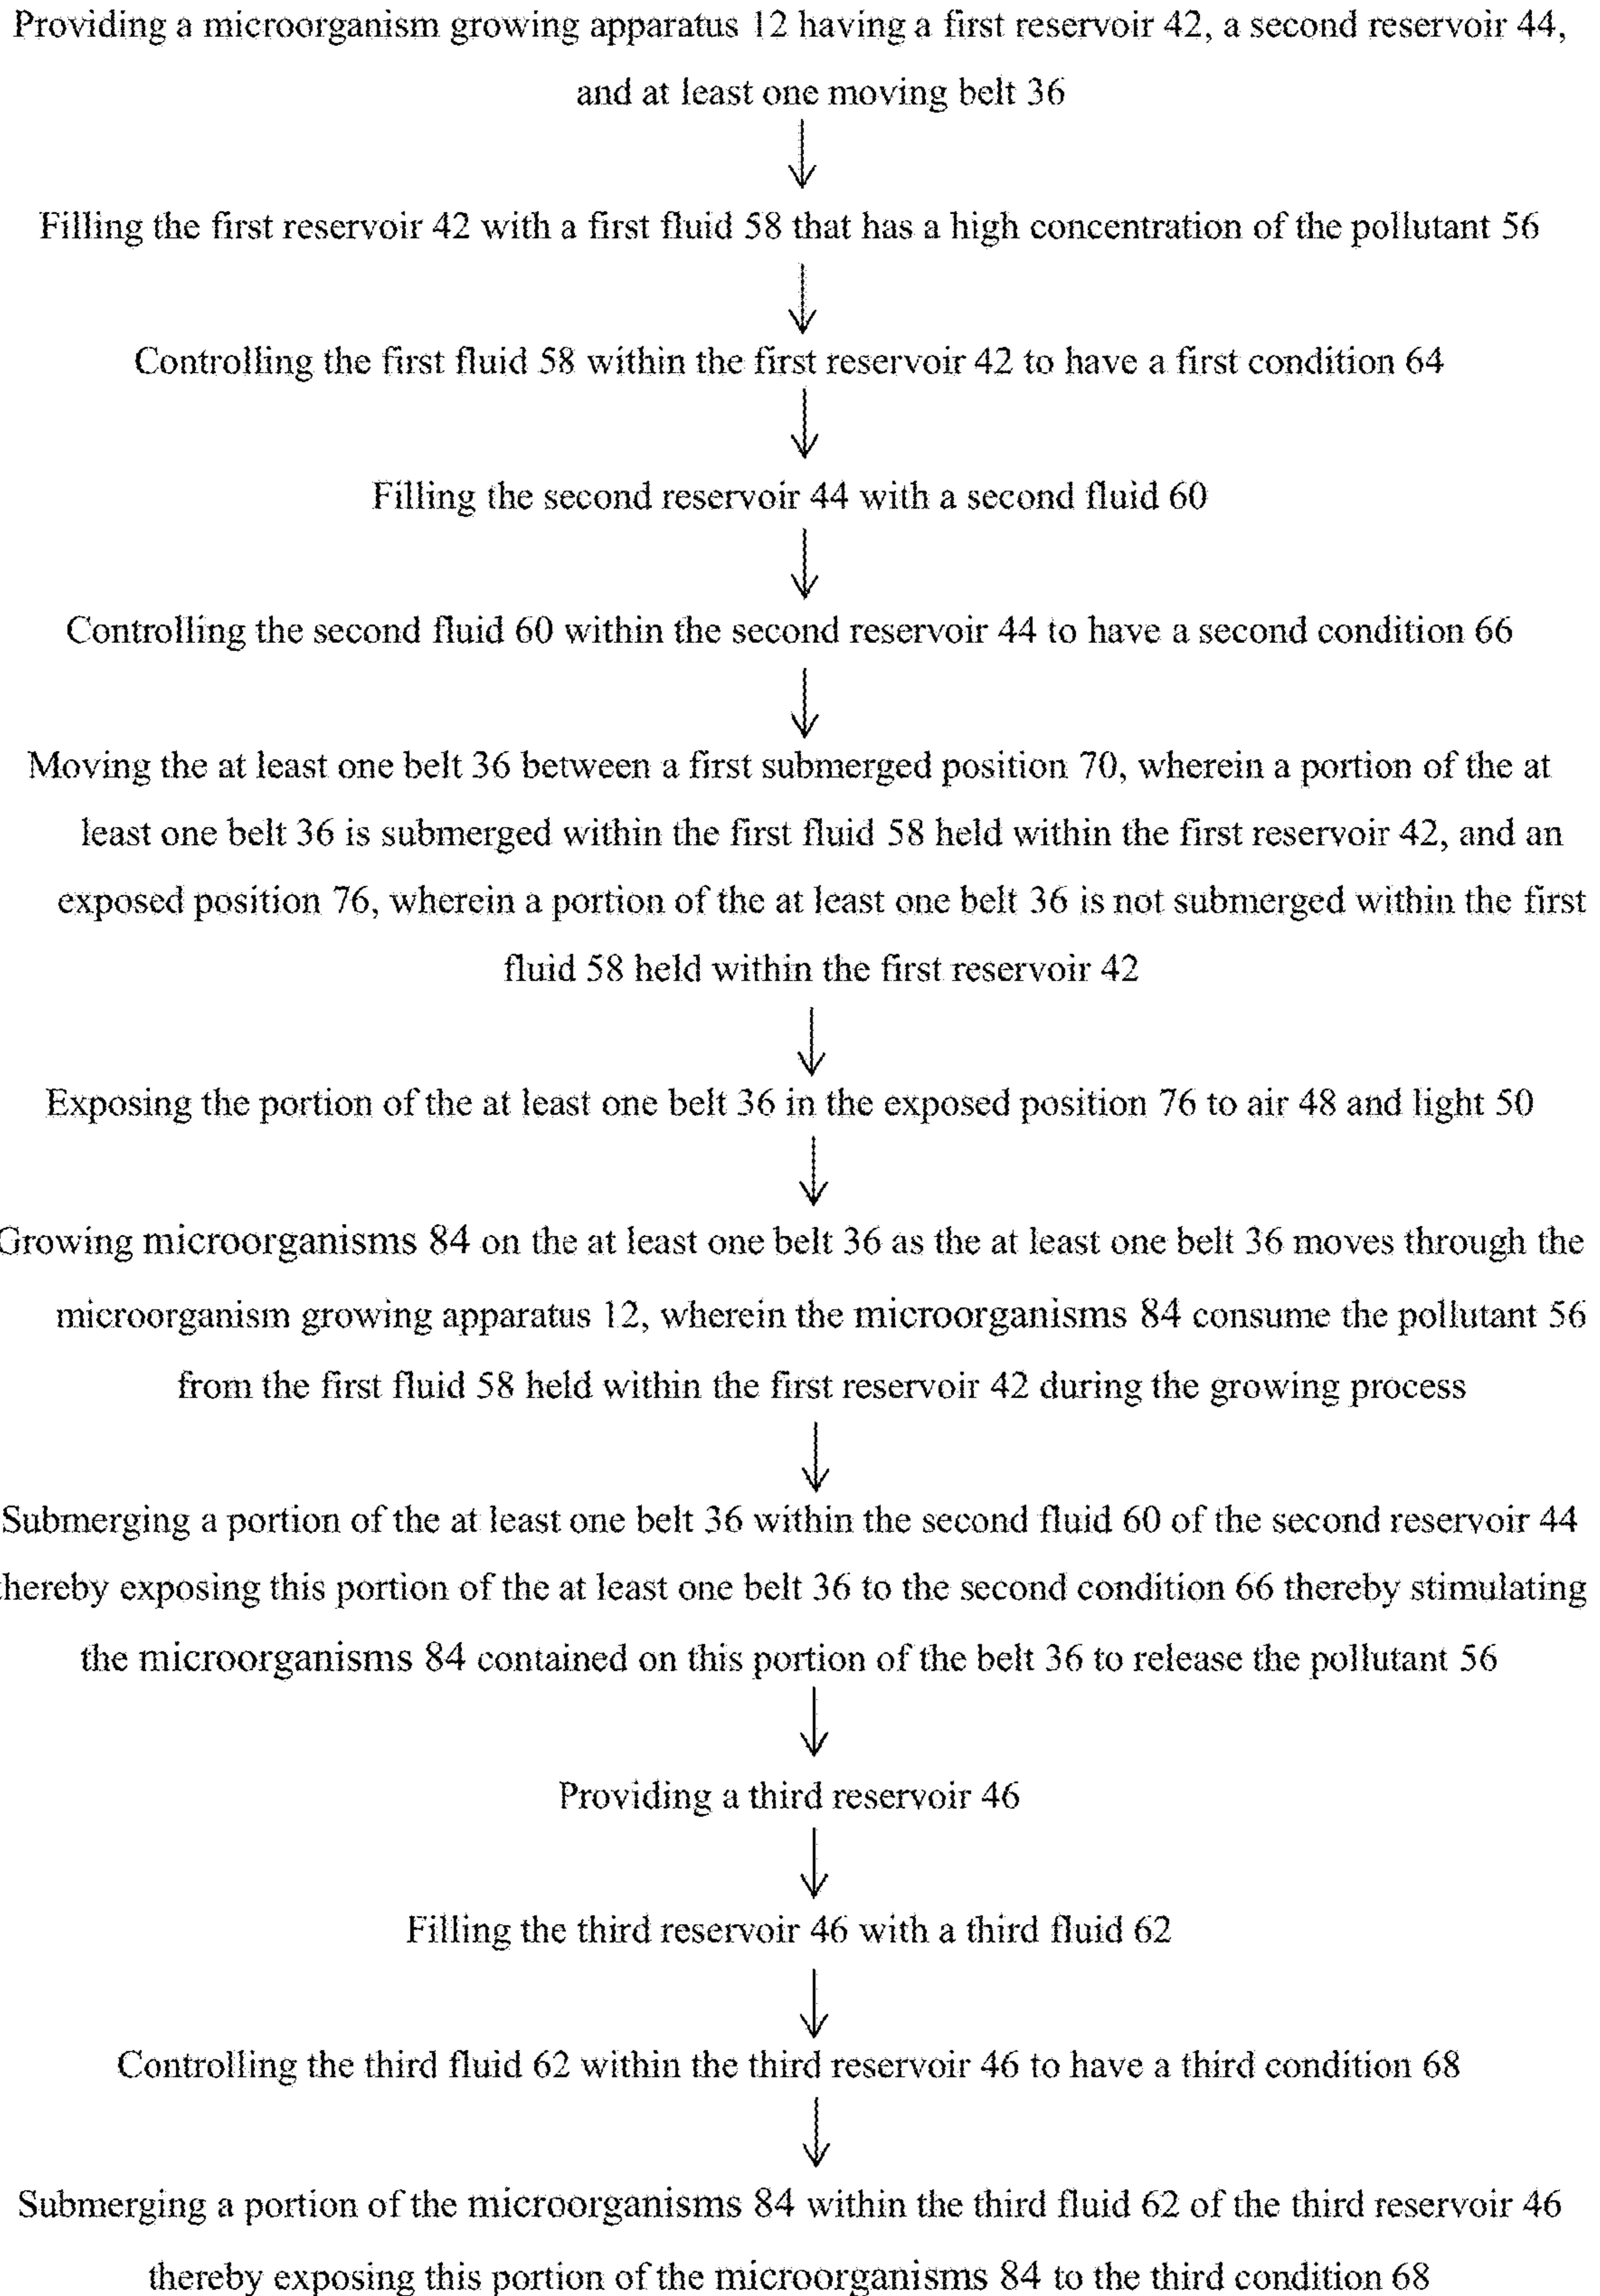 Providing a microorganism growing apparatus 12 having a first reservoir 42, a second reservoir 44,
and at least one moving belt 36
Filling the first reservoir 42 with a first fluid 58 that has a high concentration of the pollutant 56
Controlling the first fluid 58 within the first reservoir 42 to have a first condition 64
Filling the second reservoir 44 with a second fluid 60
Controlling the second fluid 60 within the second reservoir 44 to have a second condition 66
Moving the at least one belt 36 between a first submerged position 70, wherein a portion of the at
least one belt 36 is submerged within the first fluid 58 held within the first reservoir 42, and an
exposed position 76, wherein a portion of the at least one belt 36 is not submerged within the first
fluid 58 held within the first reservoir 42
Exposing the portion of the at least one belt 36 in the exposed position 76 to air 48 and light 50
Growing microorganisms 84 on the at least one belt 36 as the at least one belt 36 moves through the
microorganism growing apparatus 12, wherein the microorganisms 84 consume the pollutant 56
from the first fluid 58 held within the first reservoir 42 during the growing process
Submerging a portion of the at least one belt 36 within the second fluid 60 of the second reservoir 44
thereby exposing this portion of the at least one belt 36 to the second condition 66 thereby stimulating
the microorganisms 84 contained on this portion of the belt 36 to release the pollutant 56
Providing a third reservoir 46
Filling the third reservoir 46 with a third fluid 62
Controlling the third fluid 62 within the third reservoir 46 to have a third condition 68
Submerging a portion of the microorganisms 84 within the third fluid 62 of the third reservoir 46
thereby exposing this portion of the microorganisms 84 to the third condition 68